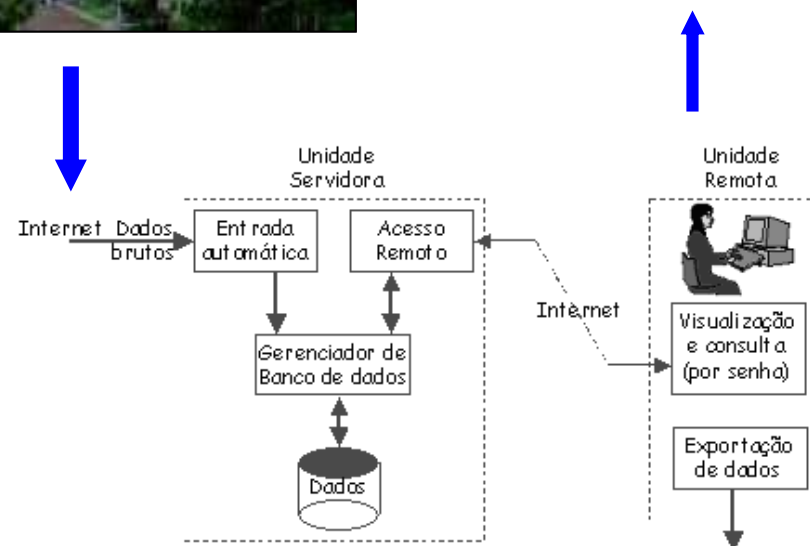 Unidade
Servidora
Unidade
Remota
Internet Dados
brutos
Entrada
automática
Acesso
Remoto
Internet
Gerenciador de
Banco de dados
Dados
Visualização
e consulta
(por senha)
Exportação
de dados